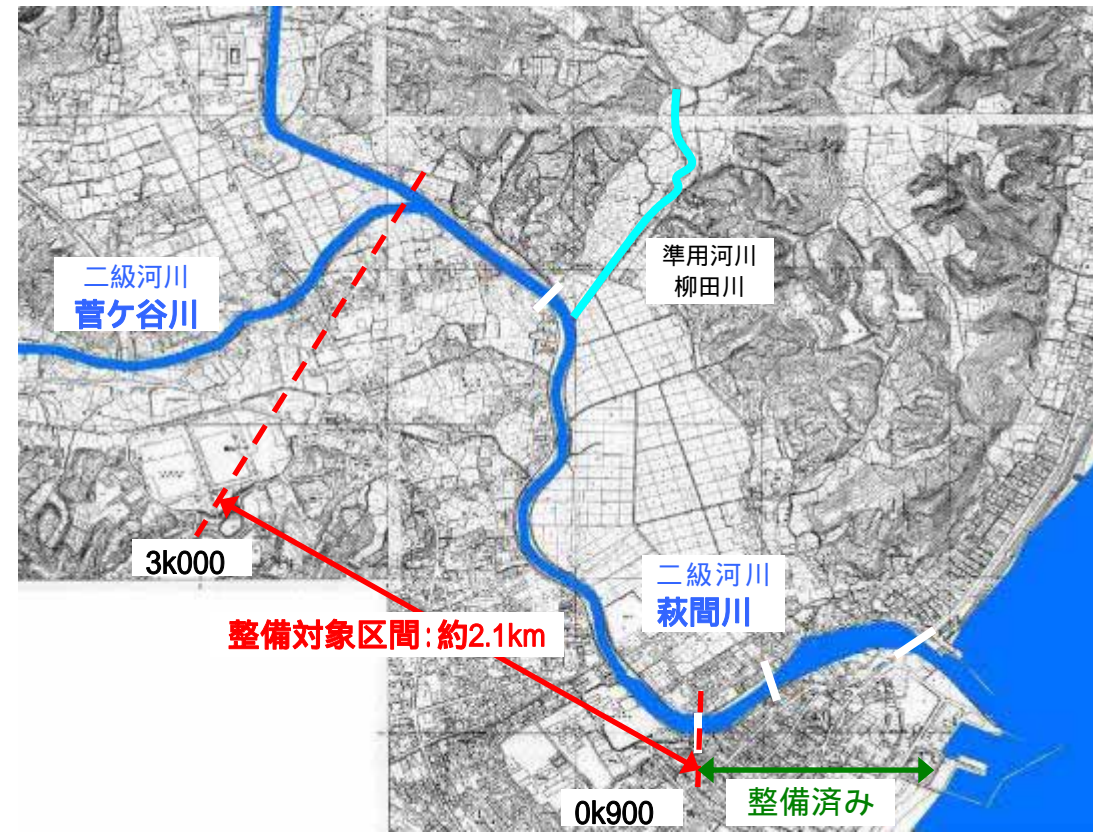 準用河川
柳田川
二級河川
菅ケ谷川
3k000
二級河川
萩間川
整備対象区間:約2.1km
0k900
整備済み